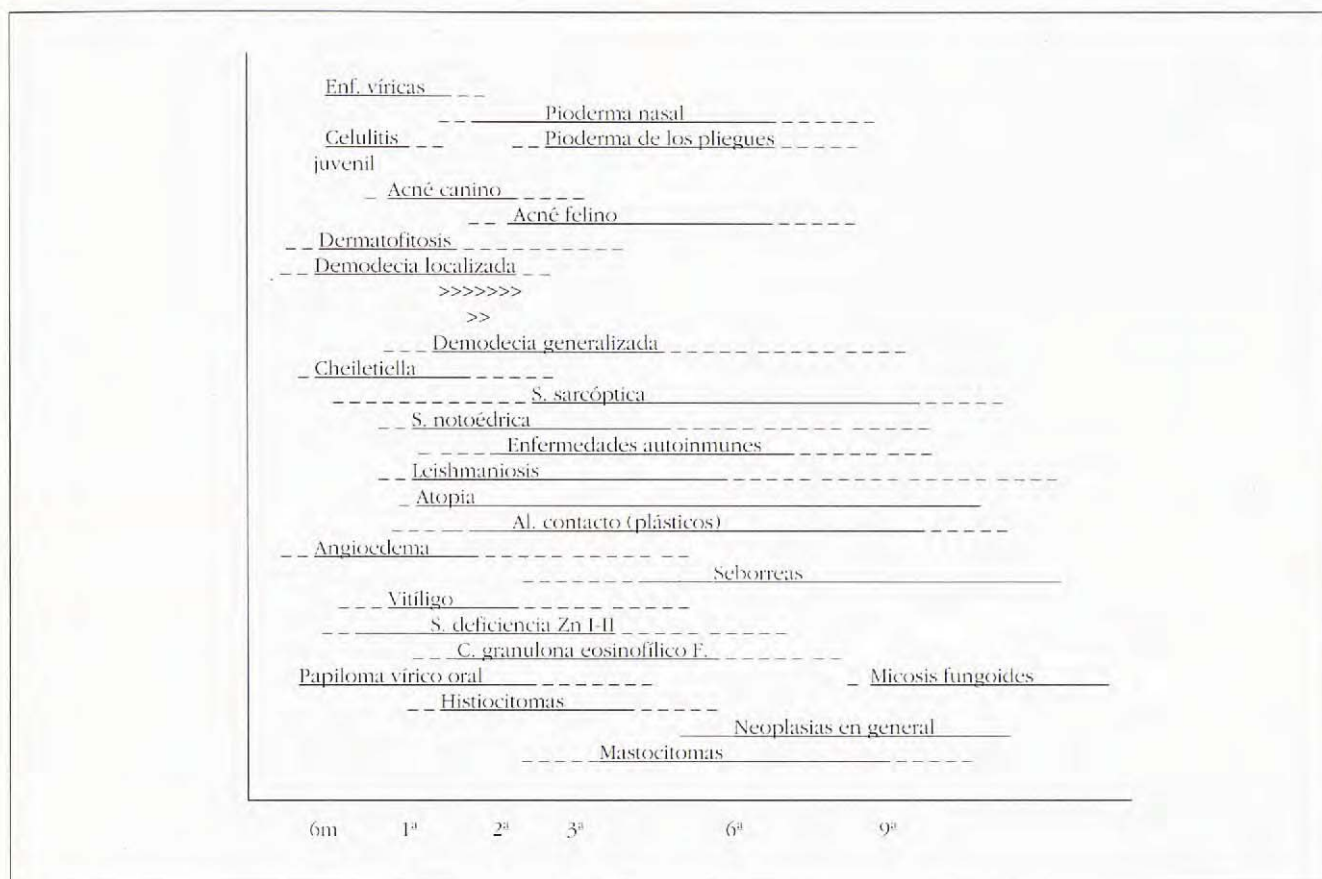 Enf. víricas
Pioderma nasal
Celulitis Pioderma de los pliegues
juvenil
Acné canino
Acné felino
Dermatofitosis
Demodecia localizada
>>>>>>>
>>
Demodecia generalizada
Cheiletiella
S. sarcóptica
S. notoédrica
Enfermedades autoinmunes
Leishmaniosis
Atopia
Al. contacto (plásticos)
Angioedema
Seborreas
Vitíligo
S. deficiencia Zn I-II
C. granulona eosinofílico F.
Papiloma vírico oral Micosis fungoides
Histiocitomas
Neoplasias en general
Mastocitomas
6m 1ª 2ª 3ª 6ª 9ª